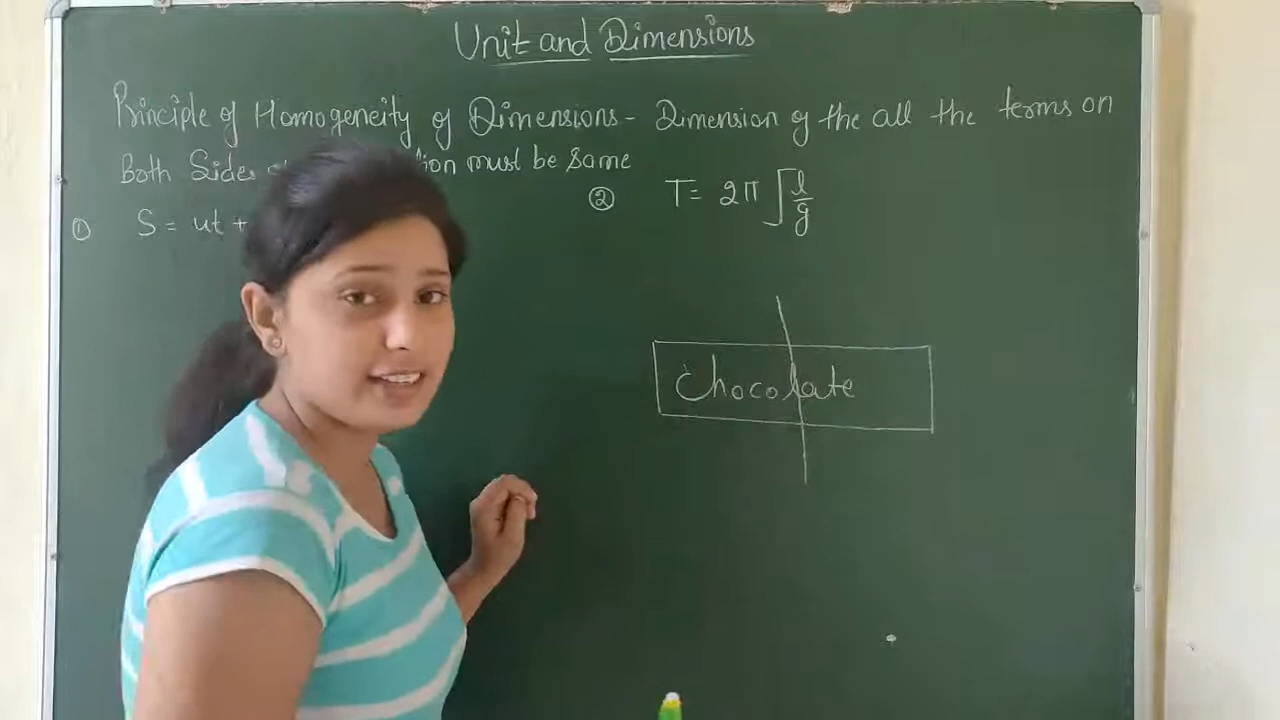 Unit and Dimensions
Principle of Homogeneity of Dimensions - Dimension of the all the terms on
Both Sides tion must be same
① S = ut +
② T = 2π √l/g
Chocolate